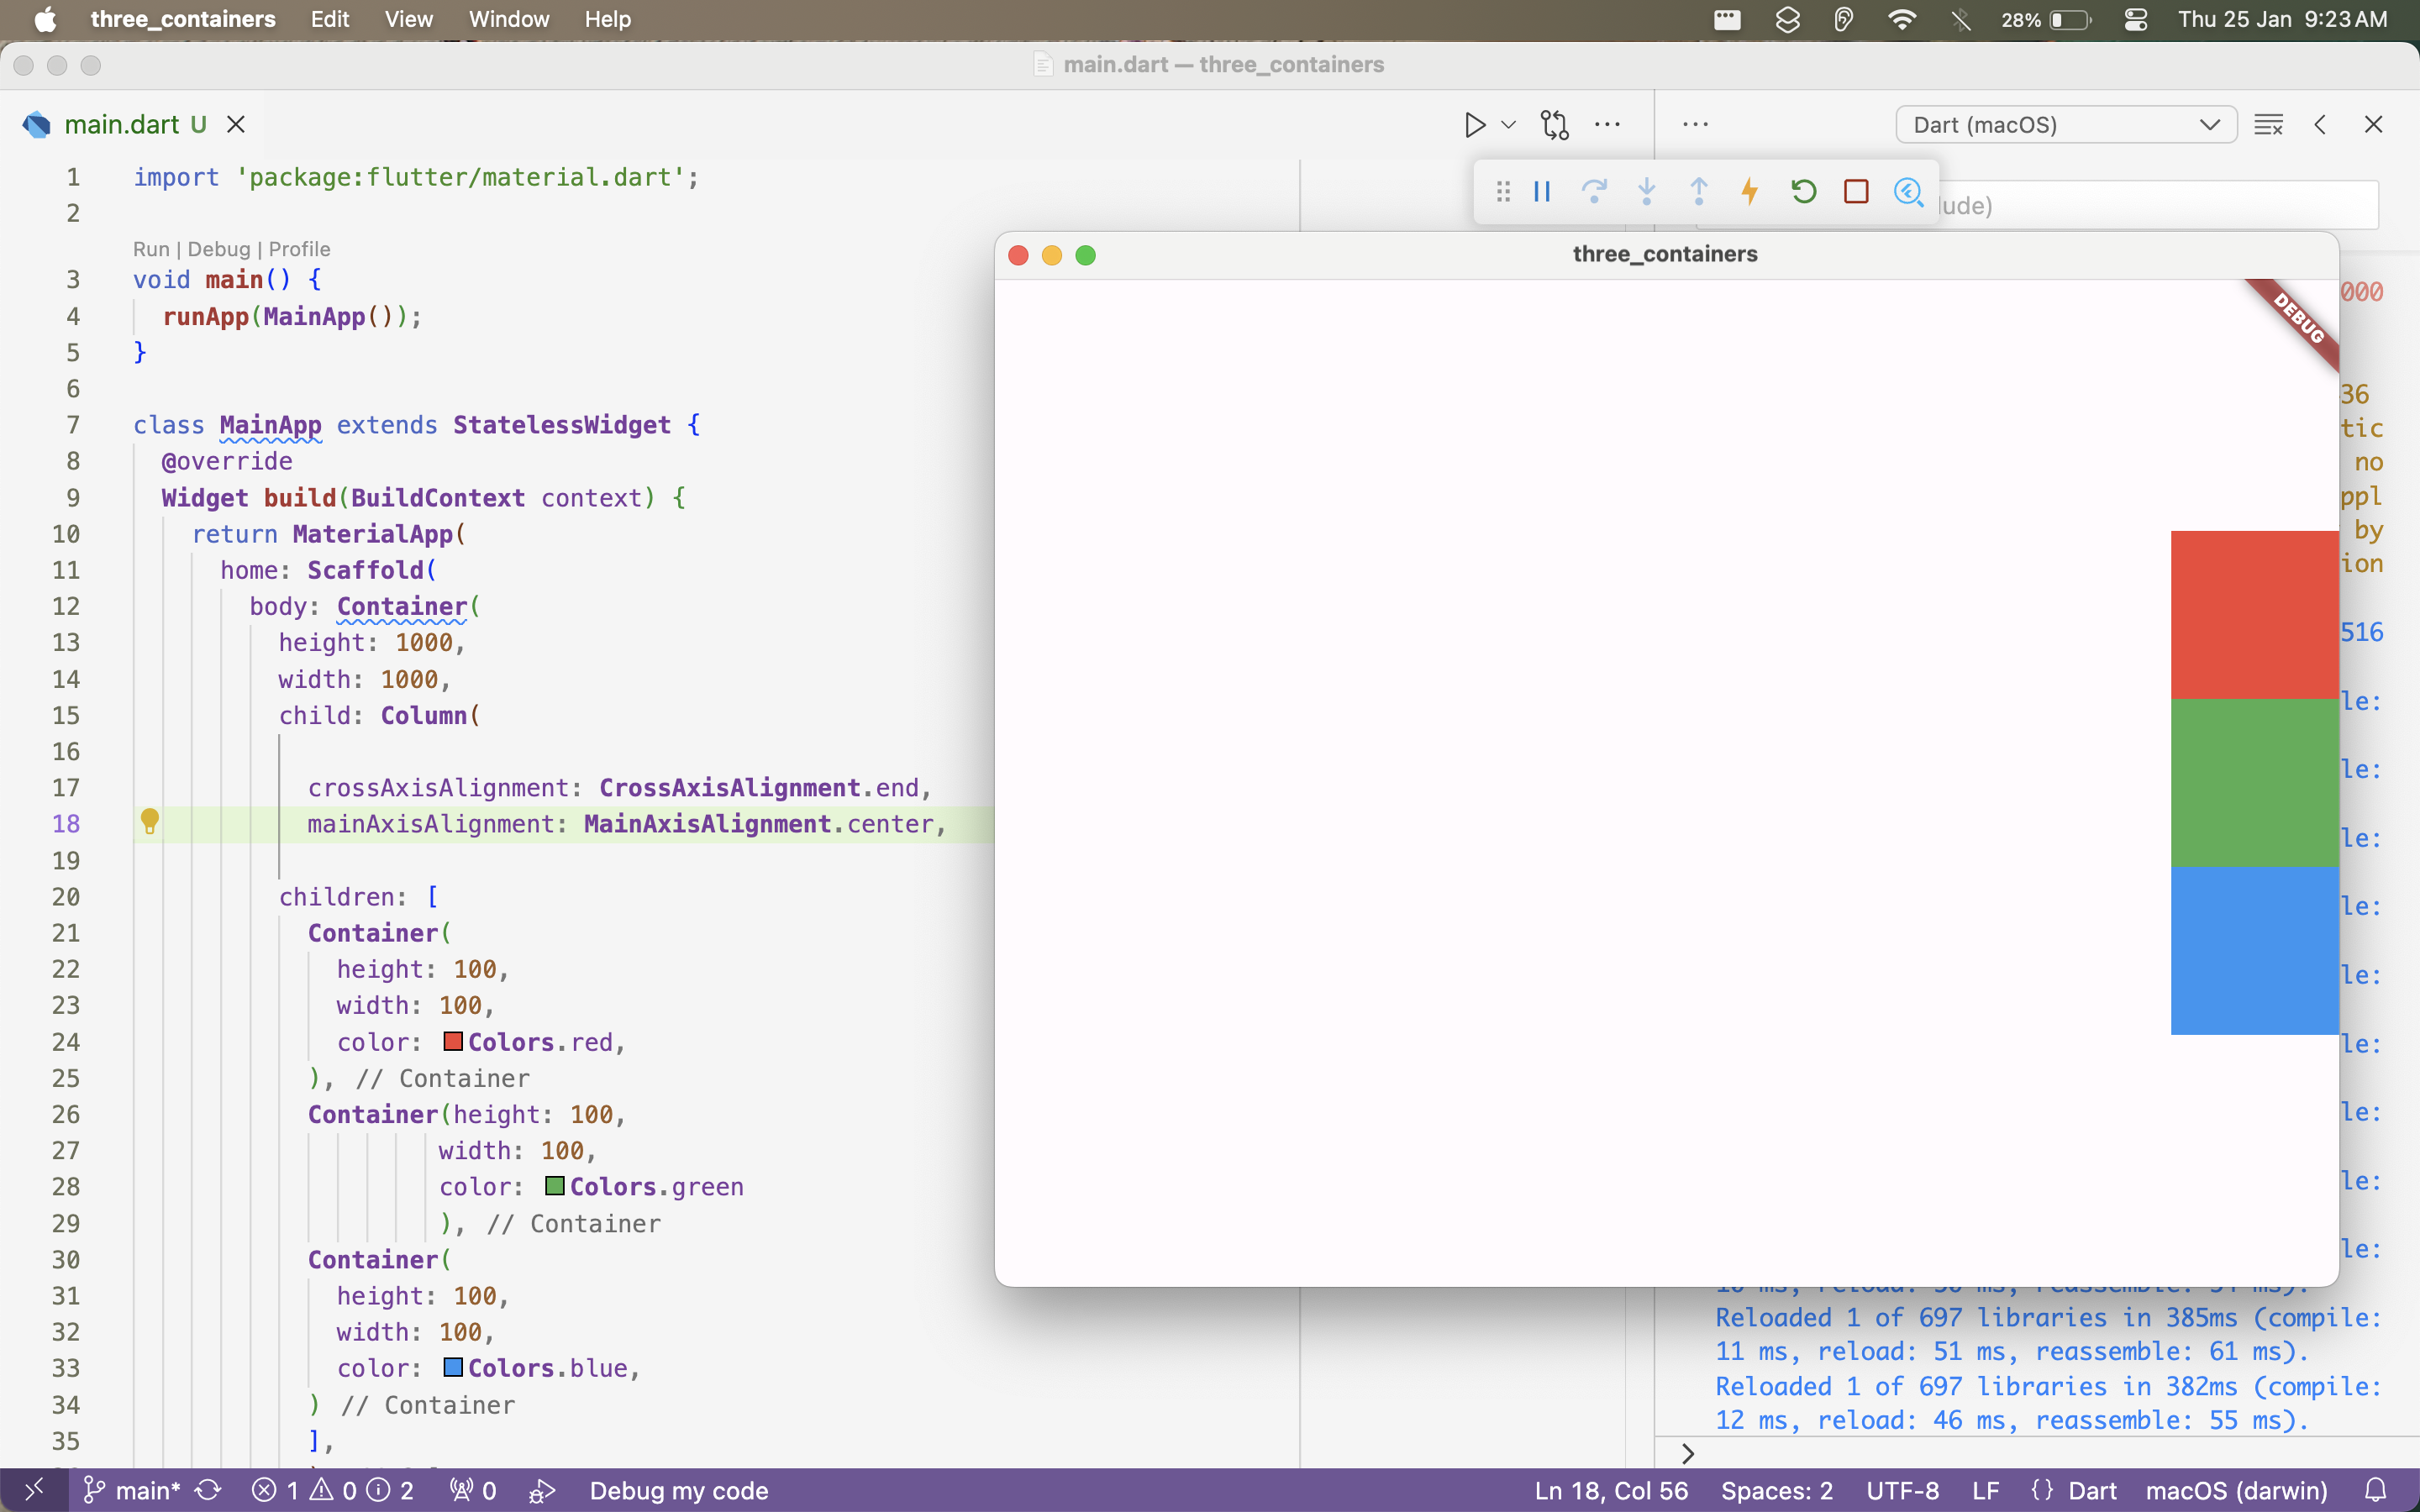 three_containers Edit View Window Help 28% Thu 25 Jan 9:23 AM
main.dart — three_containers
main.dart U
Dart (macOS)
lude)
1 import 'package:flutter/material.dart';
2
Run | Debug | Profile
3 void main() {
4 runApp(MainApp());
5 }
6
7 class MainApp extends StatelessWidget {
8 @override
9 Widget build(BuildContext context) {
10 return MaterialApp(
11 home: Scaffold(
12 body: Container(
13 height: 1000,
14 width: 1000,
15 child: Column(
16
17 crossAxisAlignment: CrossAxisAlignment.end,
18 mainAxisAlignment: MainAxisAlignment.center,
19
20 children: [
21 Container(
22 height: 100,
23 width: 100,
24 color: Colors.red,
25 ), // Container
26 Container(height: 100,
27 width: 100,
28 color: Colors.green
29 ), // Container
30 Container(
31 height: 100,
32 width: 100,
33 color: Colors.blue,
34 ) // Container
35 ],
three_containers
DEBUG
000
36
tic
no
ppl
by
ion
516
le:
le:
le:
le:
le:
le:
le:
le:
le:
Reloaded 1 of 697 libraries in 385ms (compile:
11 ms, reload: 51 ms, reassemble: 61 ms).
Reloaded 1 of 697 libraries in 382ms (compile:
12 ms, reload: 46 ms, reassemble: 55 ms).
main* 1 0 2 0 Debug my code Ln 18, Col 56 Spaces: 2 UTF-8 LF {} Dart macOS (darwin)